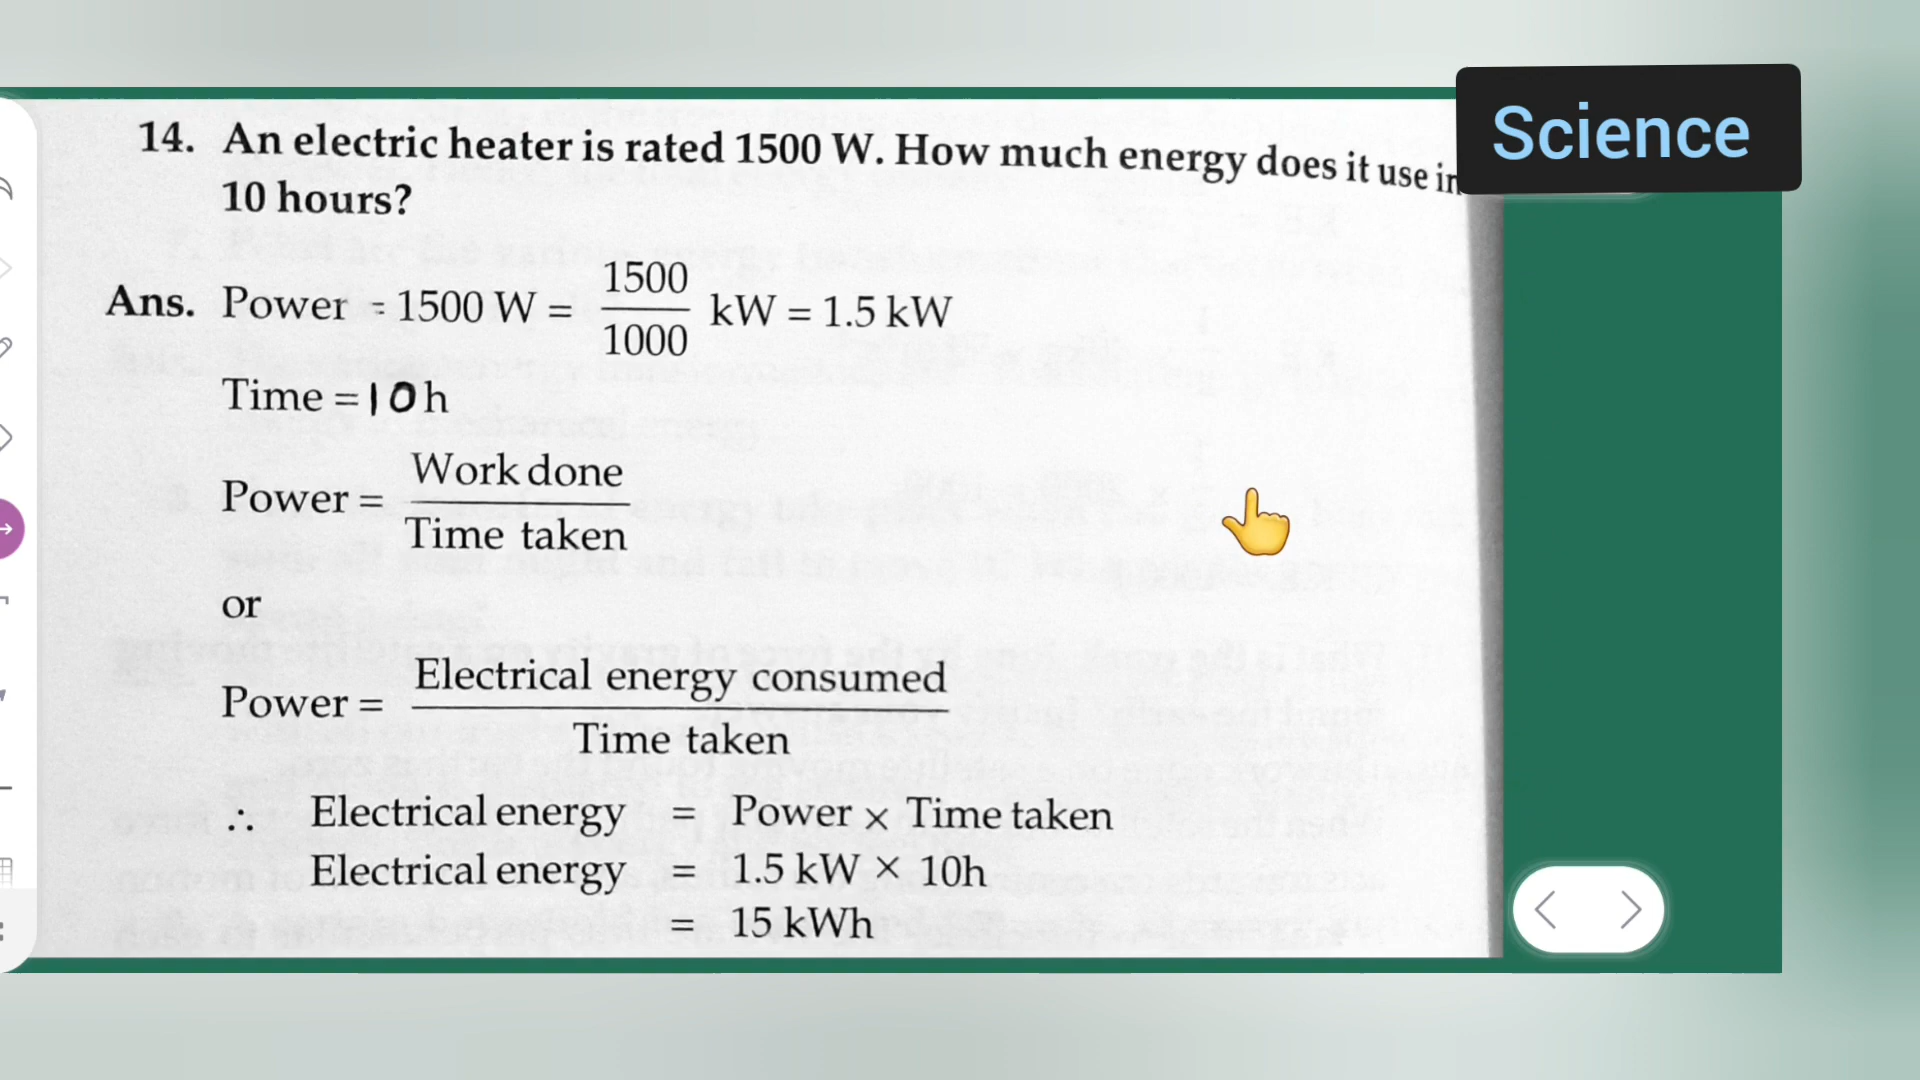 Science
14. An electric heater is rated 1500 W. How much energy does it use in
10 hours?
Ans. Power = 1500 W = 1500/1000 kW = 1.5 kW
Time = 10 h
Power = Work done / Time taken
or
Power = Electrical energy consumed / Time taken
∴ Electrical energy = Power × Time taken
Electrical energy = 1.5 kW × 10h
= 15 kWh